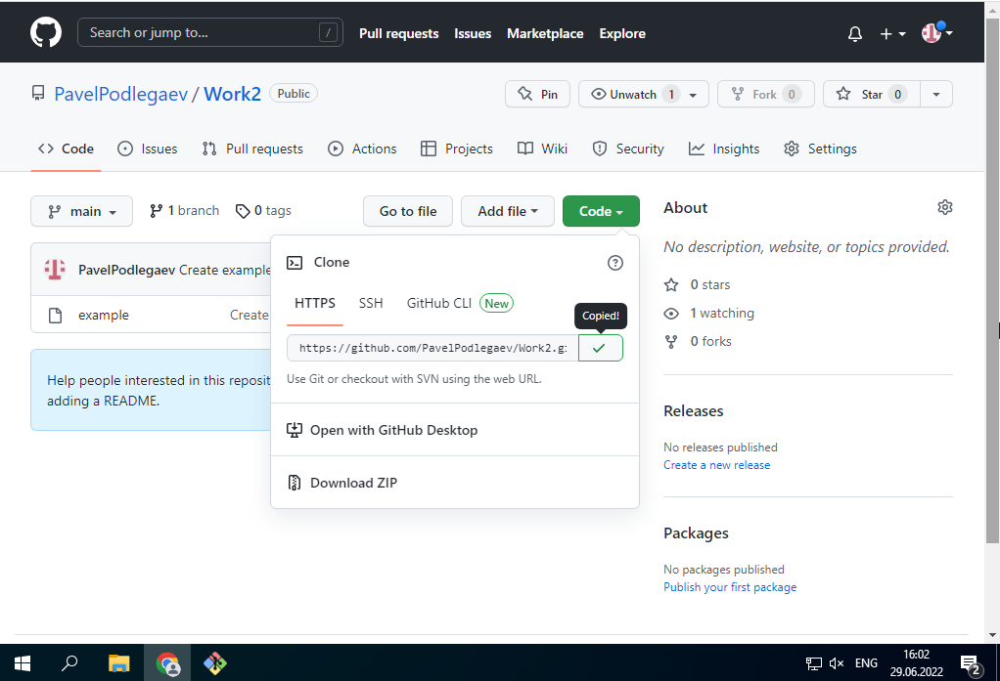 Search or jump to... /
Pull requests Issues Marketplace Explore
PavelPodlegaev / Work2 Public
Pin Unwatch 1 Fork 0 Star 0
Code Issues Pull requests Actions Projects Wiki Security Insights Settings
main 1 branch 0 tags Go to file Add file Code
PavelPodlegaev Create example
example Create
Help people interested in this reposit
adding a README.
Clone
HTTPS SSH GitHub CLI New
Copied!
https://github.com/PavelPodlegaev/Work2.gi
Use Git or checkout with SVN using the web URL.
Open with GitHub Desktop
Download ZIP
About
No description, website, or topics provided.
0 stars
1 watching
0 forks
Releases
No releases published
Create a new release
Packages
No packages published
Publish your first package
ENG
16:02
29.06.2022
2